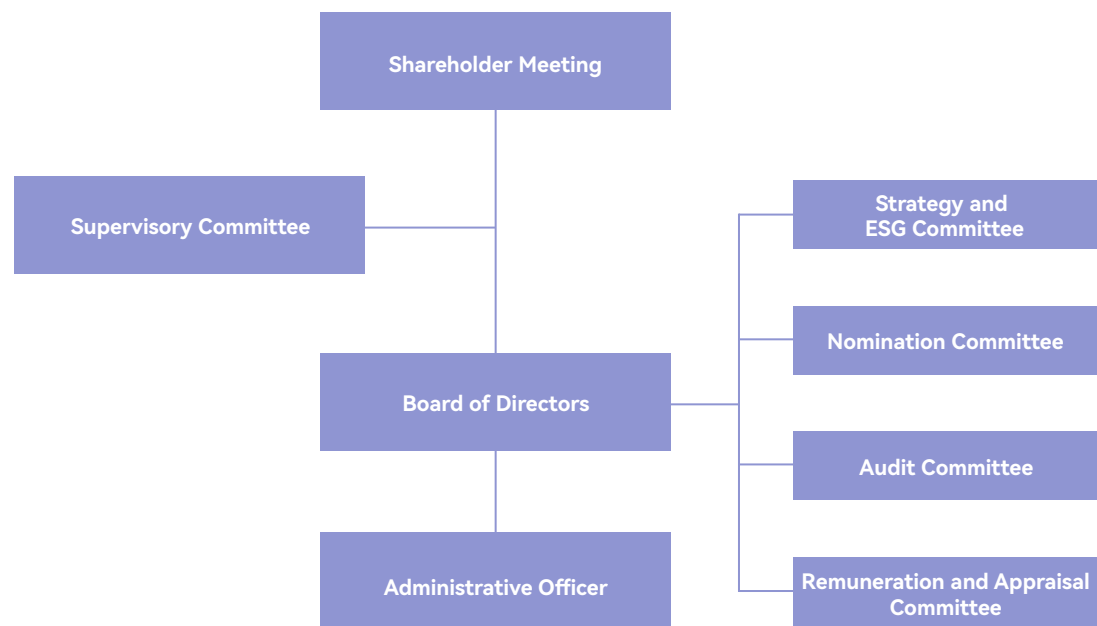 Shareholder Meeting
Supervisory Committee
Board of Directors
Administrative Officer
Strategy and
ESG Committee
Nomination Committee
Audit Committee
Remuneration and Appraisal
Committee